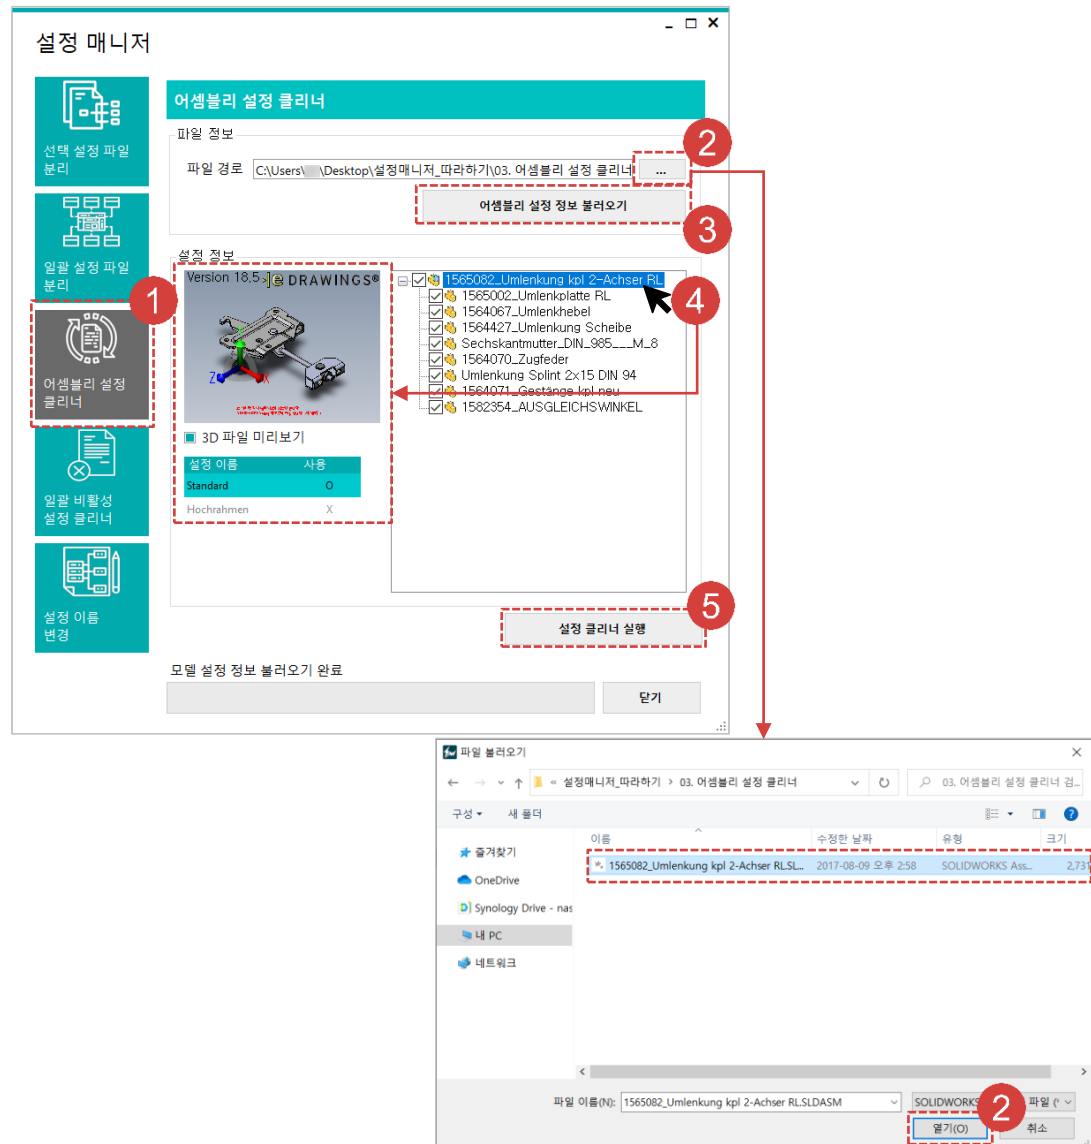 설정 매니저
선택 설정 파일
분리
일괄 설정 파일
분리
1
어셈블리 설정
클리너
일괄 비활성
설정 클리너
설정 이름
변경
어셈블리 설정 클리너
파일 정보
2
파일 경로 C:\Users\ \Desktop\설정매니저_따라하기\03. 어셈블리 설정 클리너 ...
어셈블리 설정 정보 불러오기
3
설정 정보
Version 18,5 eDRAWINGS®
Z X
3D 파일 미리보기
설정 이름 사용
Standard O
Hochrahmen X
1565082_Umlenkung kpl 2-Achser RL
4
1565002_Umlenkplatte RL
1564067_Umlenkhebel
1564427_Umlenkung Scheibe
Sechskantmutter_DIN_985___M_8
1564070_Zugfeder
Umlenkung Splint 2×15 DIN 94
1564071_Gestänge kpl neu
1582354_AUSGLEICHSWINKEL
5
설정 클리너 실행
모델 설정 정보 불러오기 완료
닫기
파일 불러오기
« 설정매니저_따라하기 > 03. 어셈블리 설정 클리너
03. 어셈블리 설정 클리너 검...
구성 새 폴더
이름 수정한 날짜 유형 크기
1565082_Umlenkung kpl 2-Achser RL.SL... 2017-08-09 오후 2:58 SOLIDWORKS Ass... 2,731
즐겨찾기
OneDrive
Synology Drive - nas
내 PC
네트워크
파일 이름(N): 1565082_Umlenkung kpl 2-Achser RL.SLDASM SOLIDWORKS 파일 ('
2
열기(O) 취소